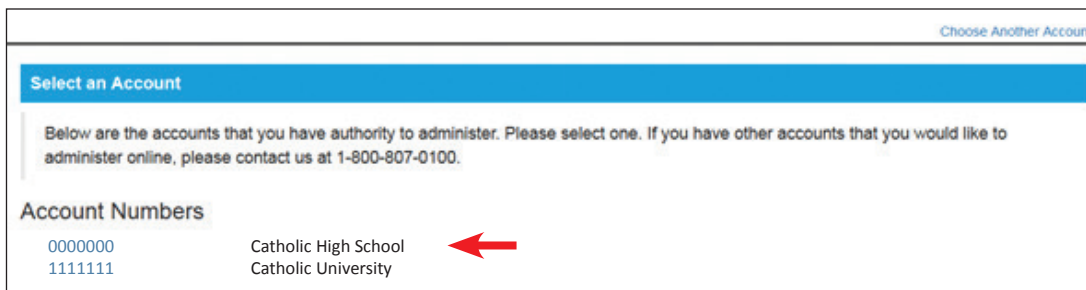 Choose Another Accoun
Select an Account
Below are the accounts that you have authority to administer. Please select one. If you have other accounts that you would like to
administer online, please contact us at 1-800-807-0100.
Account Numbers
0000000 Catholic High School
1111111 Catholic University